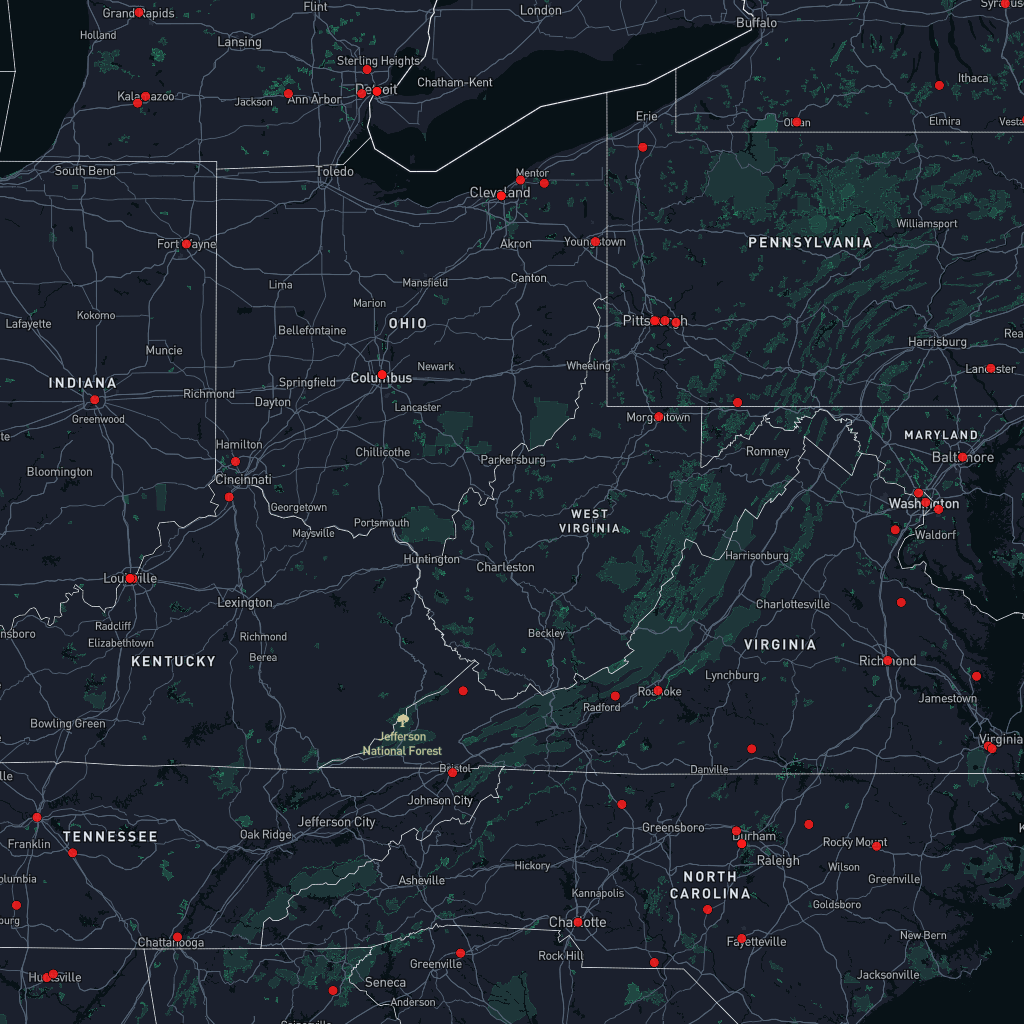 Grand Rapids
Flint
London
Buffalo
Holland
Lansing
Sterling Heights
Chatham-Kent
Ithaca
Kalamazoo
Jackson
Ann Arbor
Detroit
Erie
Elmira
South Bend
Toledo
Mentor
Cleveland
Williamsport
Fort Wayne
Akron
Youngstown
PENNSYLVANIA
Canton
Lima
Mansfield
Marion
Kokomo
Lafayette
OHIO
Bellefontaine
Pittsburgh
Harrisburg
Muncie
Newark
Wheeling
Lancaster
INDIANA
Springfield
Columbus
Richmond
Dayton
Lancaster
Greenwood
Morgantown
MARYLAND
Hamilton
Chillicothe
Parkersburg
Romney
Baltimore
Bloomington
Cincinnati
Georgetown
WEST
VIRGINIA
Washington
Portsmouth
Maysville
Waldorf
Huntington
Charleston
Harrisonburg
Louisville
Lexington
Charlottesville
Radcliff
Elizabethtown
Richmond
Beckley
VIRGINIA
Berea
KENTUCKY
Richmond
Lynchburg
Roanoke
Jamestown
Radford
Bowling Green
Jefferson
National Forest
Virginia
Bristol
Danville
Johnson City
Jefferson City
Greensboro
Durham
TENNESSEE
Oak Ridge
Franklin
Rocky Mount
Raleigh
Hickory
Wilson
Asheville
NORTH
CAROLINA
Greenville
Kannapolis
Goldsboro
Charlotte
New Bern
Chattanooga
Fayetteville
Rock Hill
Greenville
Huntsville
Seneca
Jacksonville
Anderson